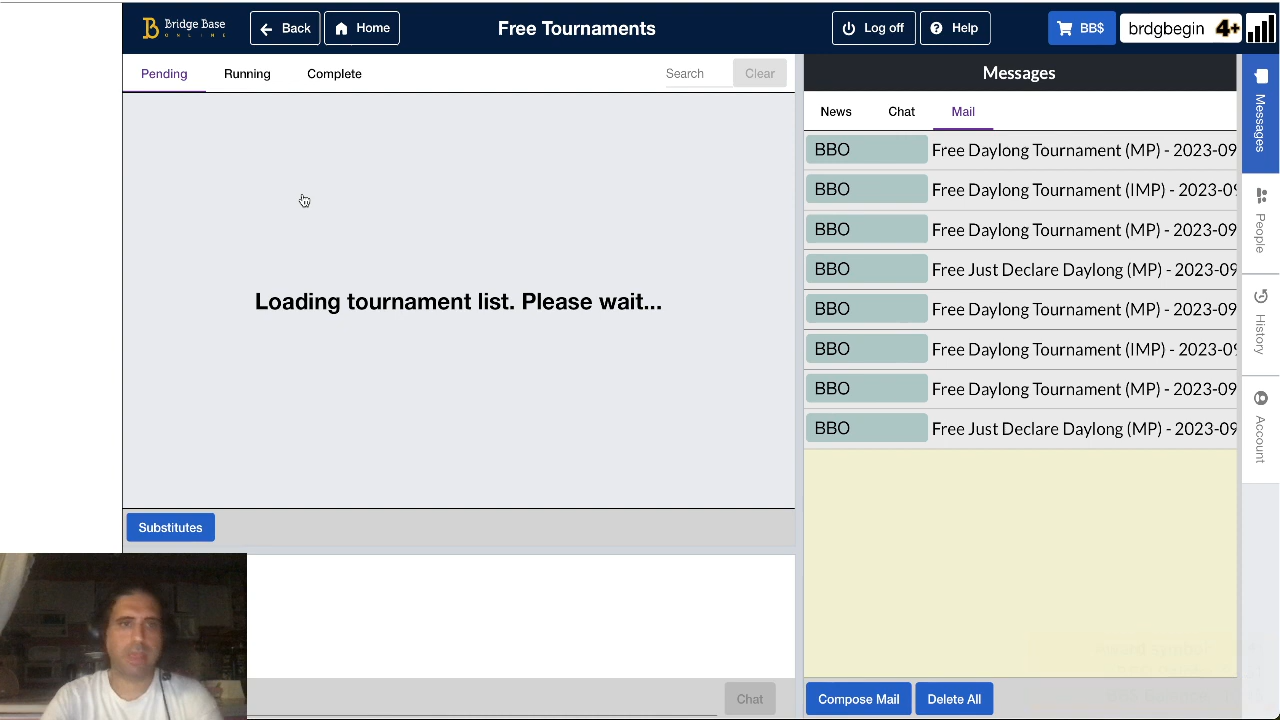 Bridge Base
ONLINE
Back
Home
Free Tournaments
Log off
Help
BB$
brdgbegin 4+
Pending
Running
Complete
Search
Clear
Loading tournament list. Please wait...
Substitutes
Chat
Messages
News
Chat
Mail
BBO Free Daylong Tournament (MP) - 2023-09
BBO Free Daylong Tournament (IMP) - 2023-09
BBO Free Daylong Tournament (MP) - 2023-09
BBO Free Just Declare Daylong (MP) - 2023-09
BBO Free Daylong Tournament (MP) - 2023-09
BBO Free Daylong Tournament (IMP) - 2023-09
BBO Free Daylong Tournament (MP) - 2023-09
BBO Free Just Declare Daylong (MP) - 2023-09
Compose Mail
Delete All
Messages
People
History
Account